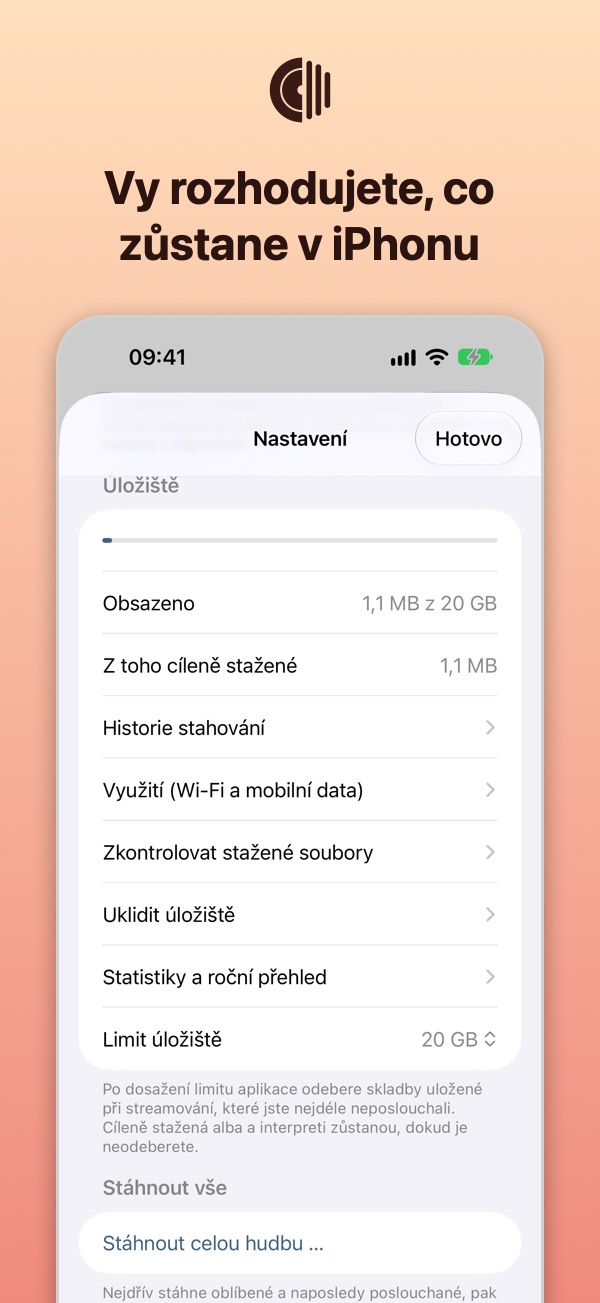 Vy rozhodujete, co
zůstane v iPhonu
09:41
Nastavení
Hotovo
Úložiště
Obsazeno 1,1 MB z 20 GB
Z toho cíleně stažené 1,1 MB
Historie stahování
Využití (Wi-Fi a mobilní data)
Zkontrolovat stažené soubory
Uklidit úložiště
Statistiky a roční přehled
Limit úložiště 20 GB
Po dosažení limitu aplikace odebere skladby uložené
při streamování, které jste nejdéle neposlouchali.
Cíleně stažená alba a interpreti zůstanou, dokud je
neodeberete.
Stáhnout vše
Stáhnout celou hudbu ...
Nejdřív stáhne oblíbené a naposledy poslouchané, pak